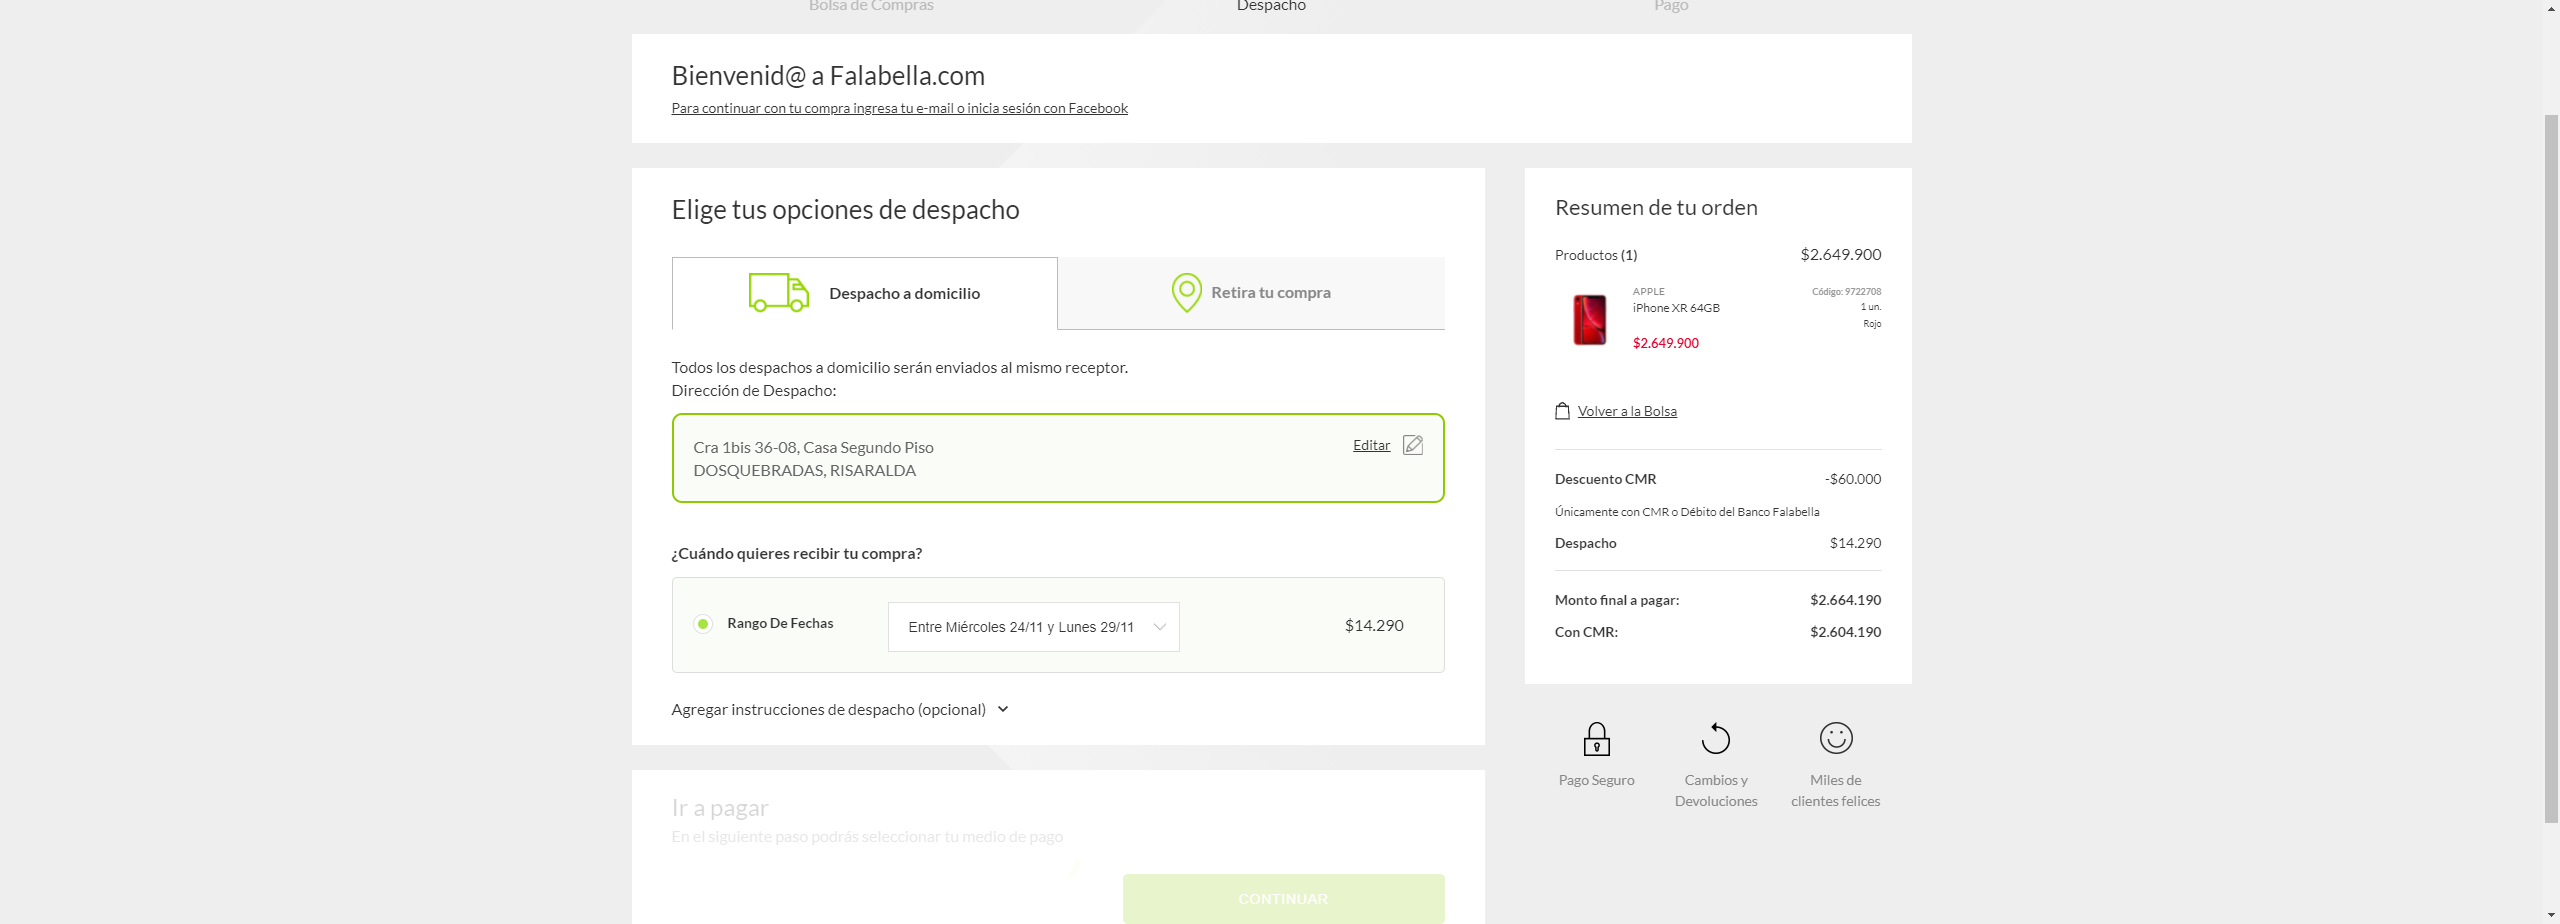 Bolsa de Compras
Despacho
Pago
Bienvenid@ a Falabella.com
Para continuar con tu compra ingresa tu e-mail o inicia sesión con Facebook
Elige tus opciones de despacho
Despacho a domicilio
Retira tu compra
Todos los despachos a domicilio serán enviados al mismo receptor.
Dirección de Despacho:
Cra 1bis 36-08, Casa Segundo Piso
DOSQUEBRADAS, RISARALDA
Editar
¿Cuándo quieres recibir tu compra?
Rango De Fechas
Entre Miércoles 24/11 y Lunes 29/11
$14.290
Agregar instrucciones de despacho (opcional)
Ir a pagar
En el siguiente paso podrás seleccionar tu medio de pago
CONTINUAR
Resumen de tu orden
Productos (1) $2.649.900
APPLE Código: 9722708
iPhone XR 64GB 1 un.
Rojo
$2.649.900
Volver a la Bolsa
Descuento CMR -$60.000
Únicamente con CMR o Débito del Banco Falabella
Despacho $14.290
Monto final a pagar: $2.664.190
Con CMR: $2.604.190
Pago Seguro
Cambios y
Devoluciones
Miles de
clientes felices